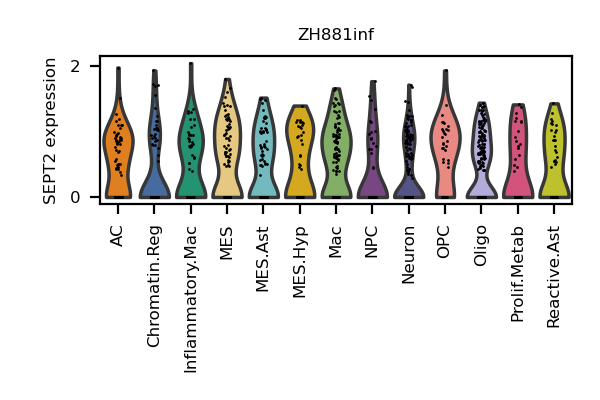 ZH881inf
SEPT2 expression
2
0
AC
Chromatin.Reg
Inflammatory.Mac
MES
MES.Ast
MES.Hyp
Mac
NPC
Neuron
OPC
Oligo
Prolif.Metab
Reactive.Ast